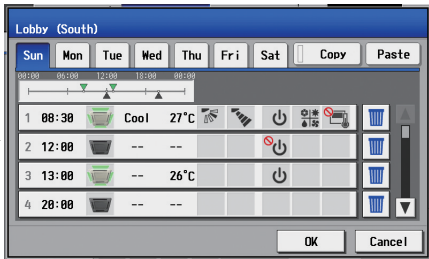 Lobby (South)
Sun Mon Tue Wed Thu Fri Sat Copy Paste
00:00 06:00 12:00 18:00 00:00
1 08:30 Cool 27°C
2 12:00 -- --
3 13:00 -- 26°C
4 20:00 -- --
OK Cancel